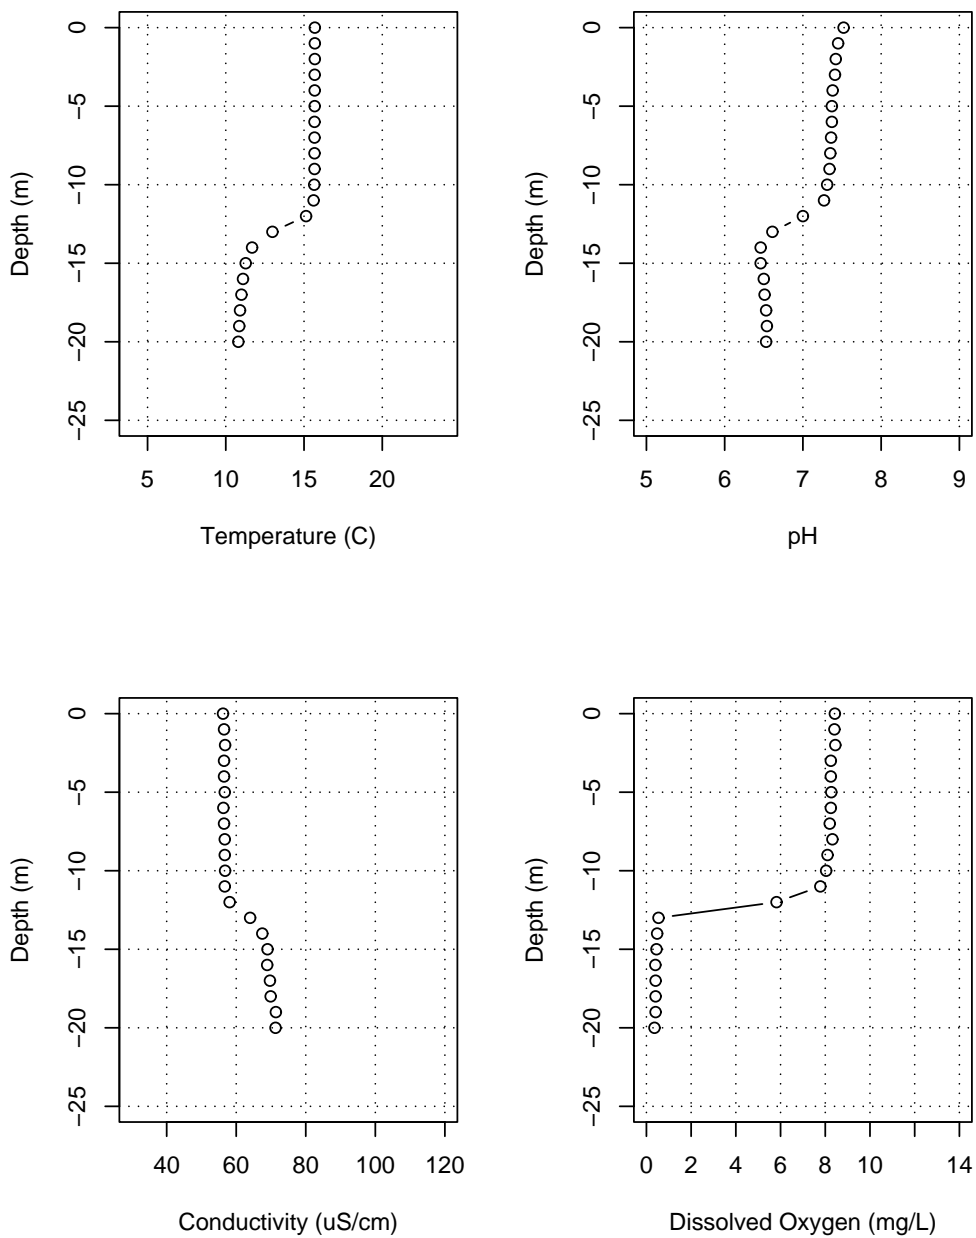 0
−5
−10
−15
−20
−25
Depth (m)
5 10 15 20
Temperature (C)
0
−5
−10
−15
−20
−25
Depth (m)
5 6 7 8 9
pH
0
−5
−10
−15
−20
−25
Depth (m)
40 60 80 100 120
Conductivity (uS/cm)
0
−5
−10
−15
−20
−25
Depth (m)
0 2 4 6 8 10 14
Dissolved Oxygen (mg/L)